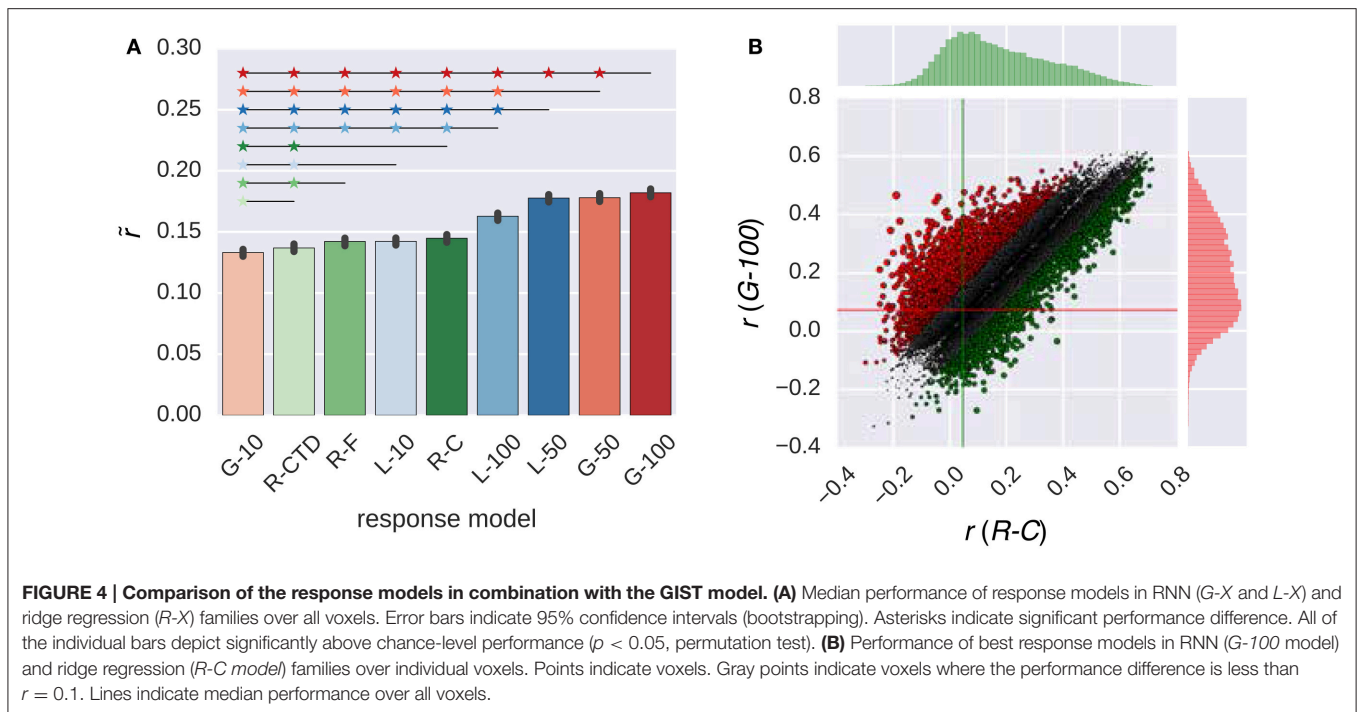 A
0.30
0.25
0.20
0.15
0.10
0.05
0.00
r̃
G-10
R-CTD
R-F
L-10
R-C
L-100
L-50
G-50
G-100
response model
B
0.8
0.6
0.4
0.2
0.0
−0.2
−0.4
r (G-100)
−0.4
−0.2
0.0
0.2
0.4
0.6
0.8
r (R-C)
FIGURE 4 | Comparison of the response models in combination with the GIST model. (A) Median performance of response models in RNN (G-X and L-X) and
ridge regression (R-X) families over all voxels. Error bars indicate 95% confidence intervals (bootstrapping). Asterisks indicate significant performance difference. All of
the individual bars depict significantly above chance-level performance (p < 0.05, permutation test). (B) Performance of best response models in RNN (G-100 model)
and ridge regression (R-C model) families over individual voxels. Points indicate voxels. Gray points indicate voxels where the performance difference is less than
r = 0.1. Lines indicate median performance over all voxels.